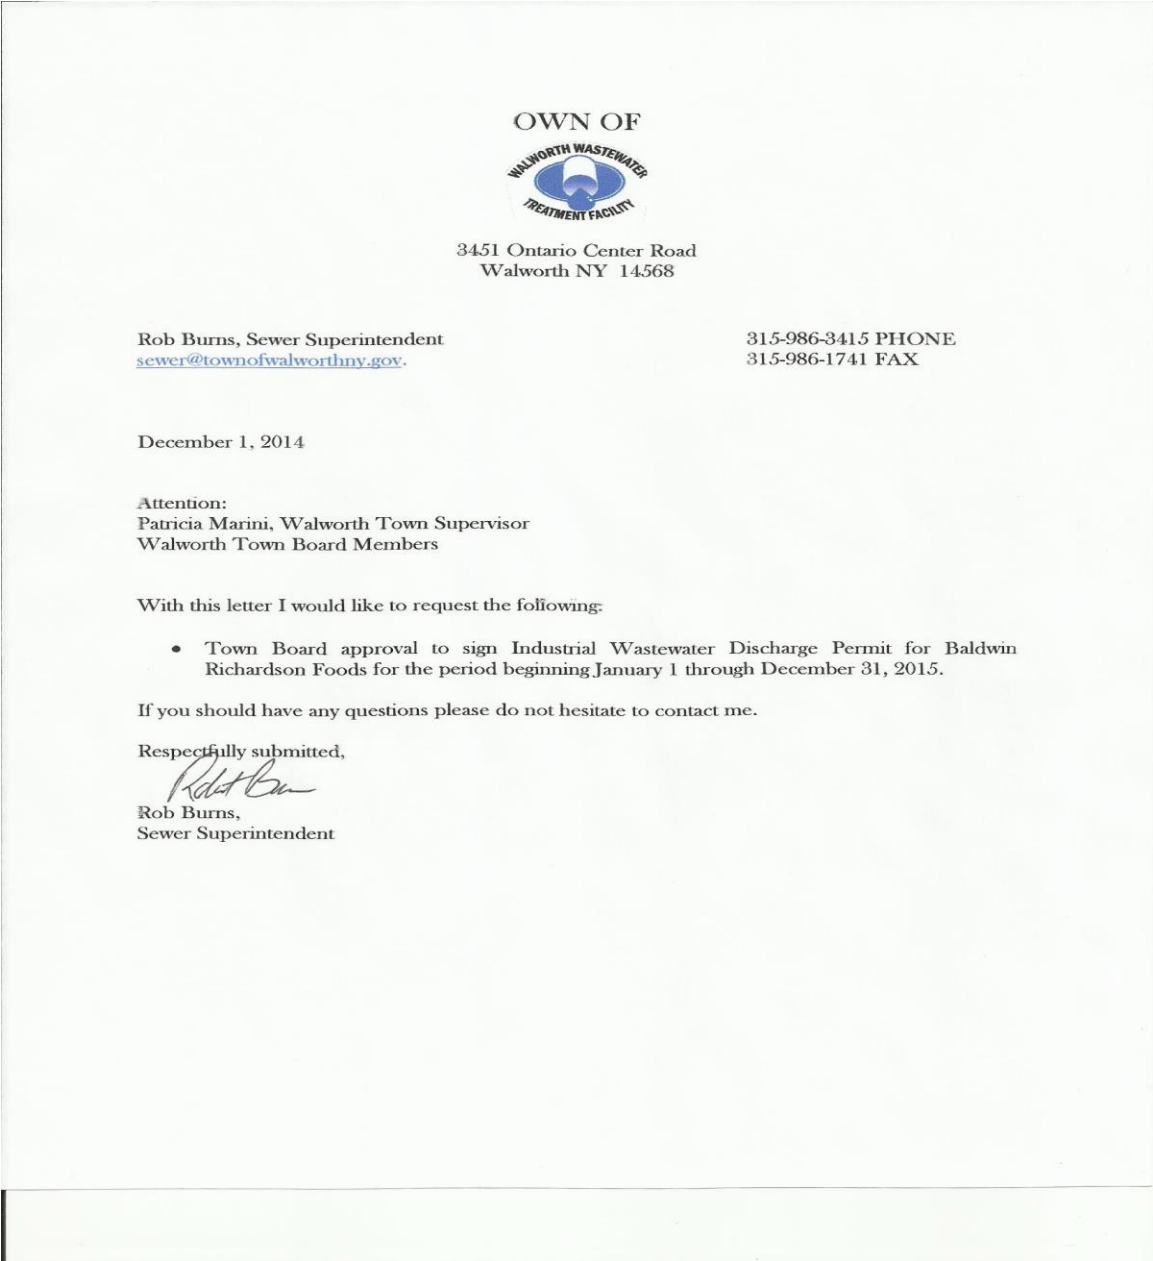 OWN OF
WALWORTH WASTEWATER
TREATMENT FACILITY
3451 Ontario Center Road
Walworth NY 14568
Rob Burns, Sewer Superintendent
315-986-3415 PHONE
sewer@townofwalworthny.gov.
315-986-1741 FAX
December 1, 2014
Attention:
Patricia Marini, Walworth Town Supervisor
Walworth Town Board Members
With this letter I would like to request the following:
• Town Board approval to sign Industrial Wastewater Discharge Permit for Baldwin
Richardson Foods for the period beginning January 1 through December 31, 2015.
If you should have any questions please do not hesitate to contact me.
Respectfully submitted,
Robert Burns
Rob Burns,
Sewer Superintendent